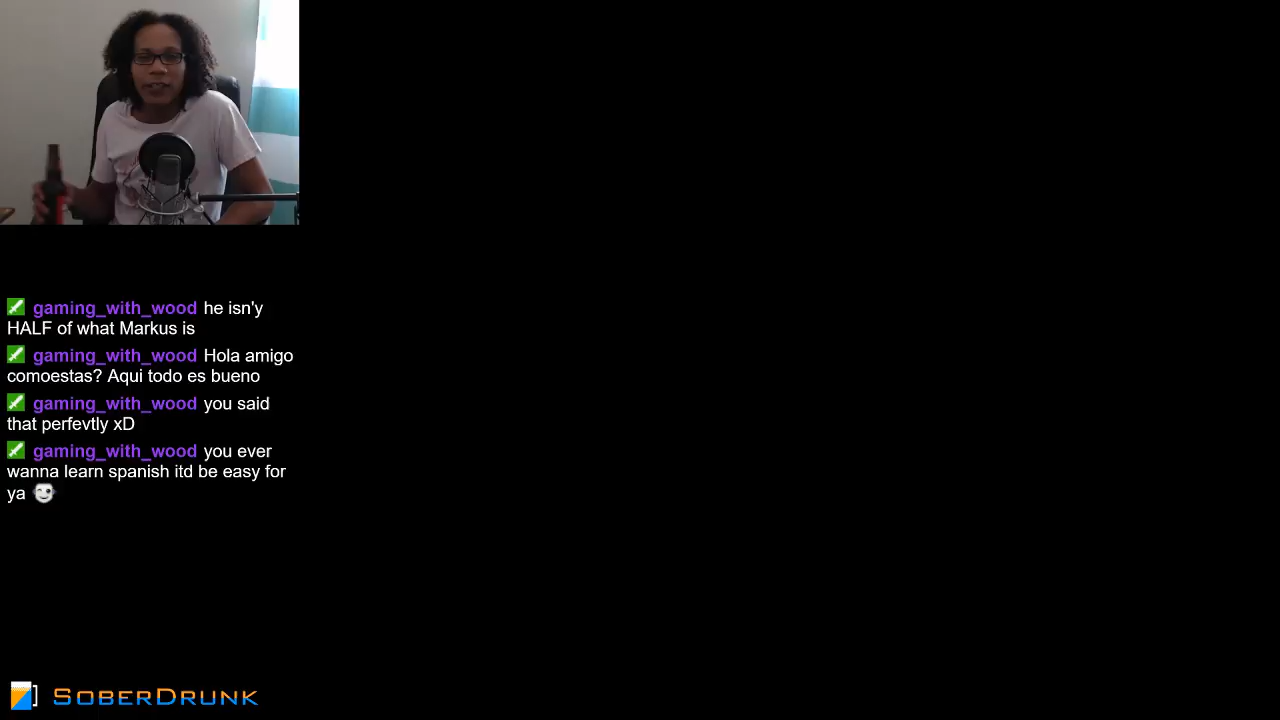 gaming_with_wood he isn'y
HALF of what Markus is
gaming_with_wood Hola amigo
comoestas? Aqui todo es bueno
gaming_with_wood you said
that perfevtly xD
gaming_with_wood you ever
wanna learn spanish itd be easy for
ya
SoberDrunk